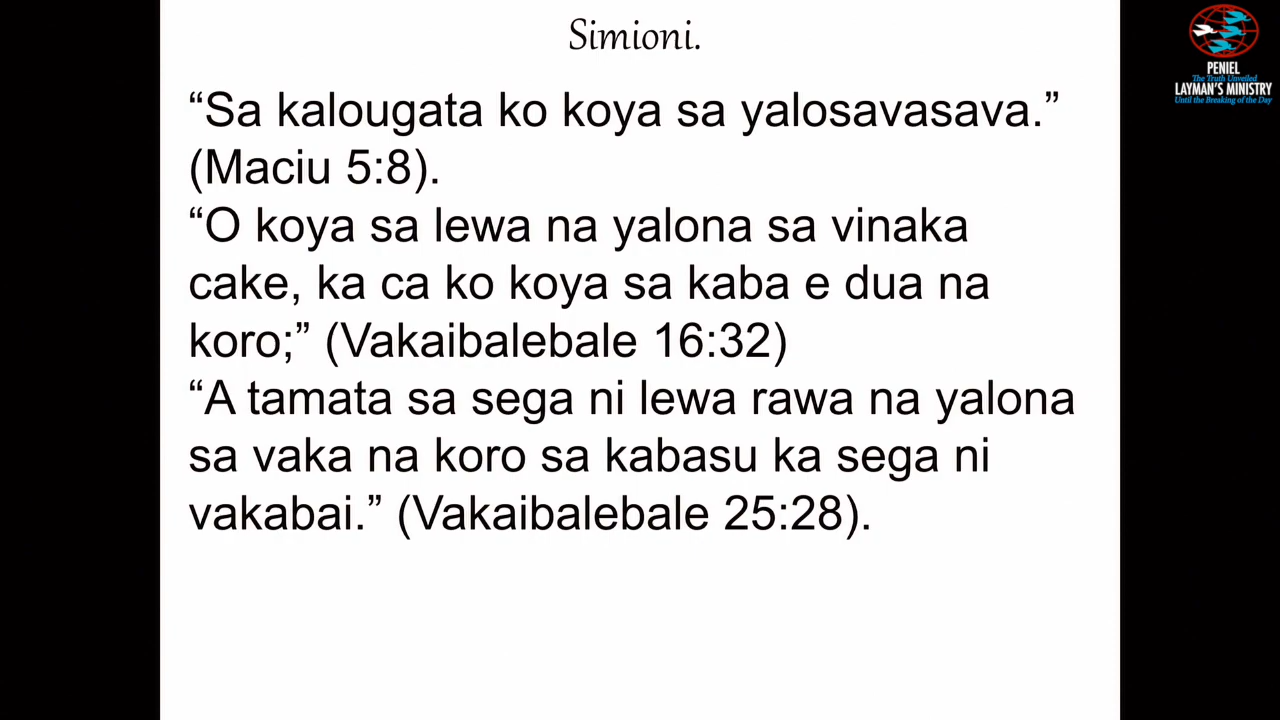 Simioni.
“Sa kalougata ko koya sa yalosavasava.”
(Maciu 5:8).
“O koya sa lewa na yalona sa vinaka
cake, ka ca ko koya sa kaba e dua na
koro;” (Vakaibalebale 16:32)
“A tamata sa sega ni lewa rawa na yalona
sa vaka na koro sa kabasu ka sega ni
vakabai.” (Vakaibalebale 25:28).
PENIEL
The Truth Unveiled
LAYMAN'S MINISTRY
Until the Breaking of the Day